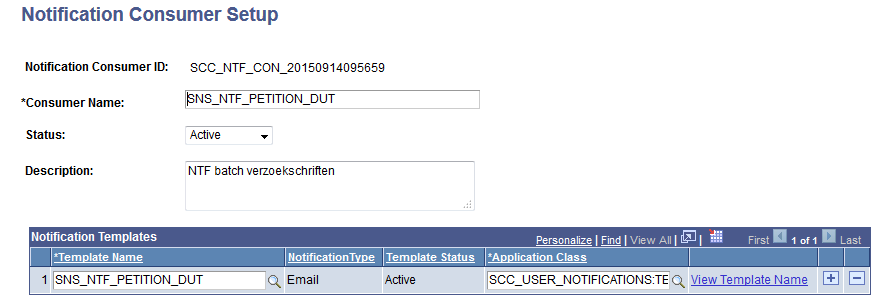 Notification Consumer Setup
Notification Consumer ID: SCC_NTF_CON_20150914095659
*Consumer Name: SNS_NTF_PETITION_DUT
Status: Active
Description: NTF batch verzoekschriften
Notification Templates Personalize | Find | View All | | First 1 of 1 Last
*Template Name NotificationType Template Status *Application Class
1 SNS_NTF_PETITION_DUT Email Active SCC_USER_NOTIFICATIONS:TE View Template Name + -